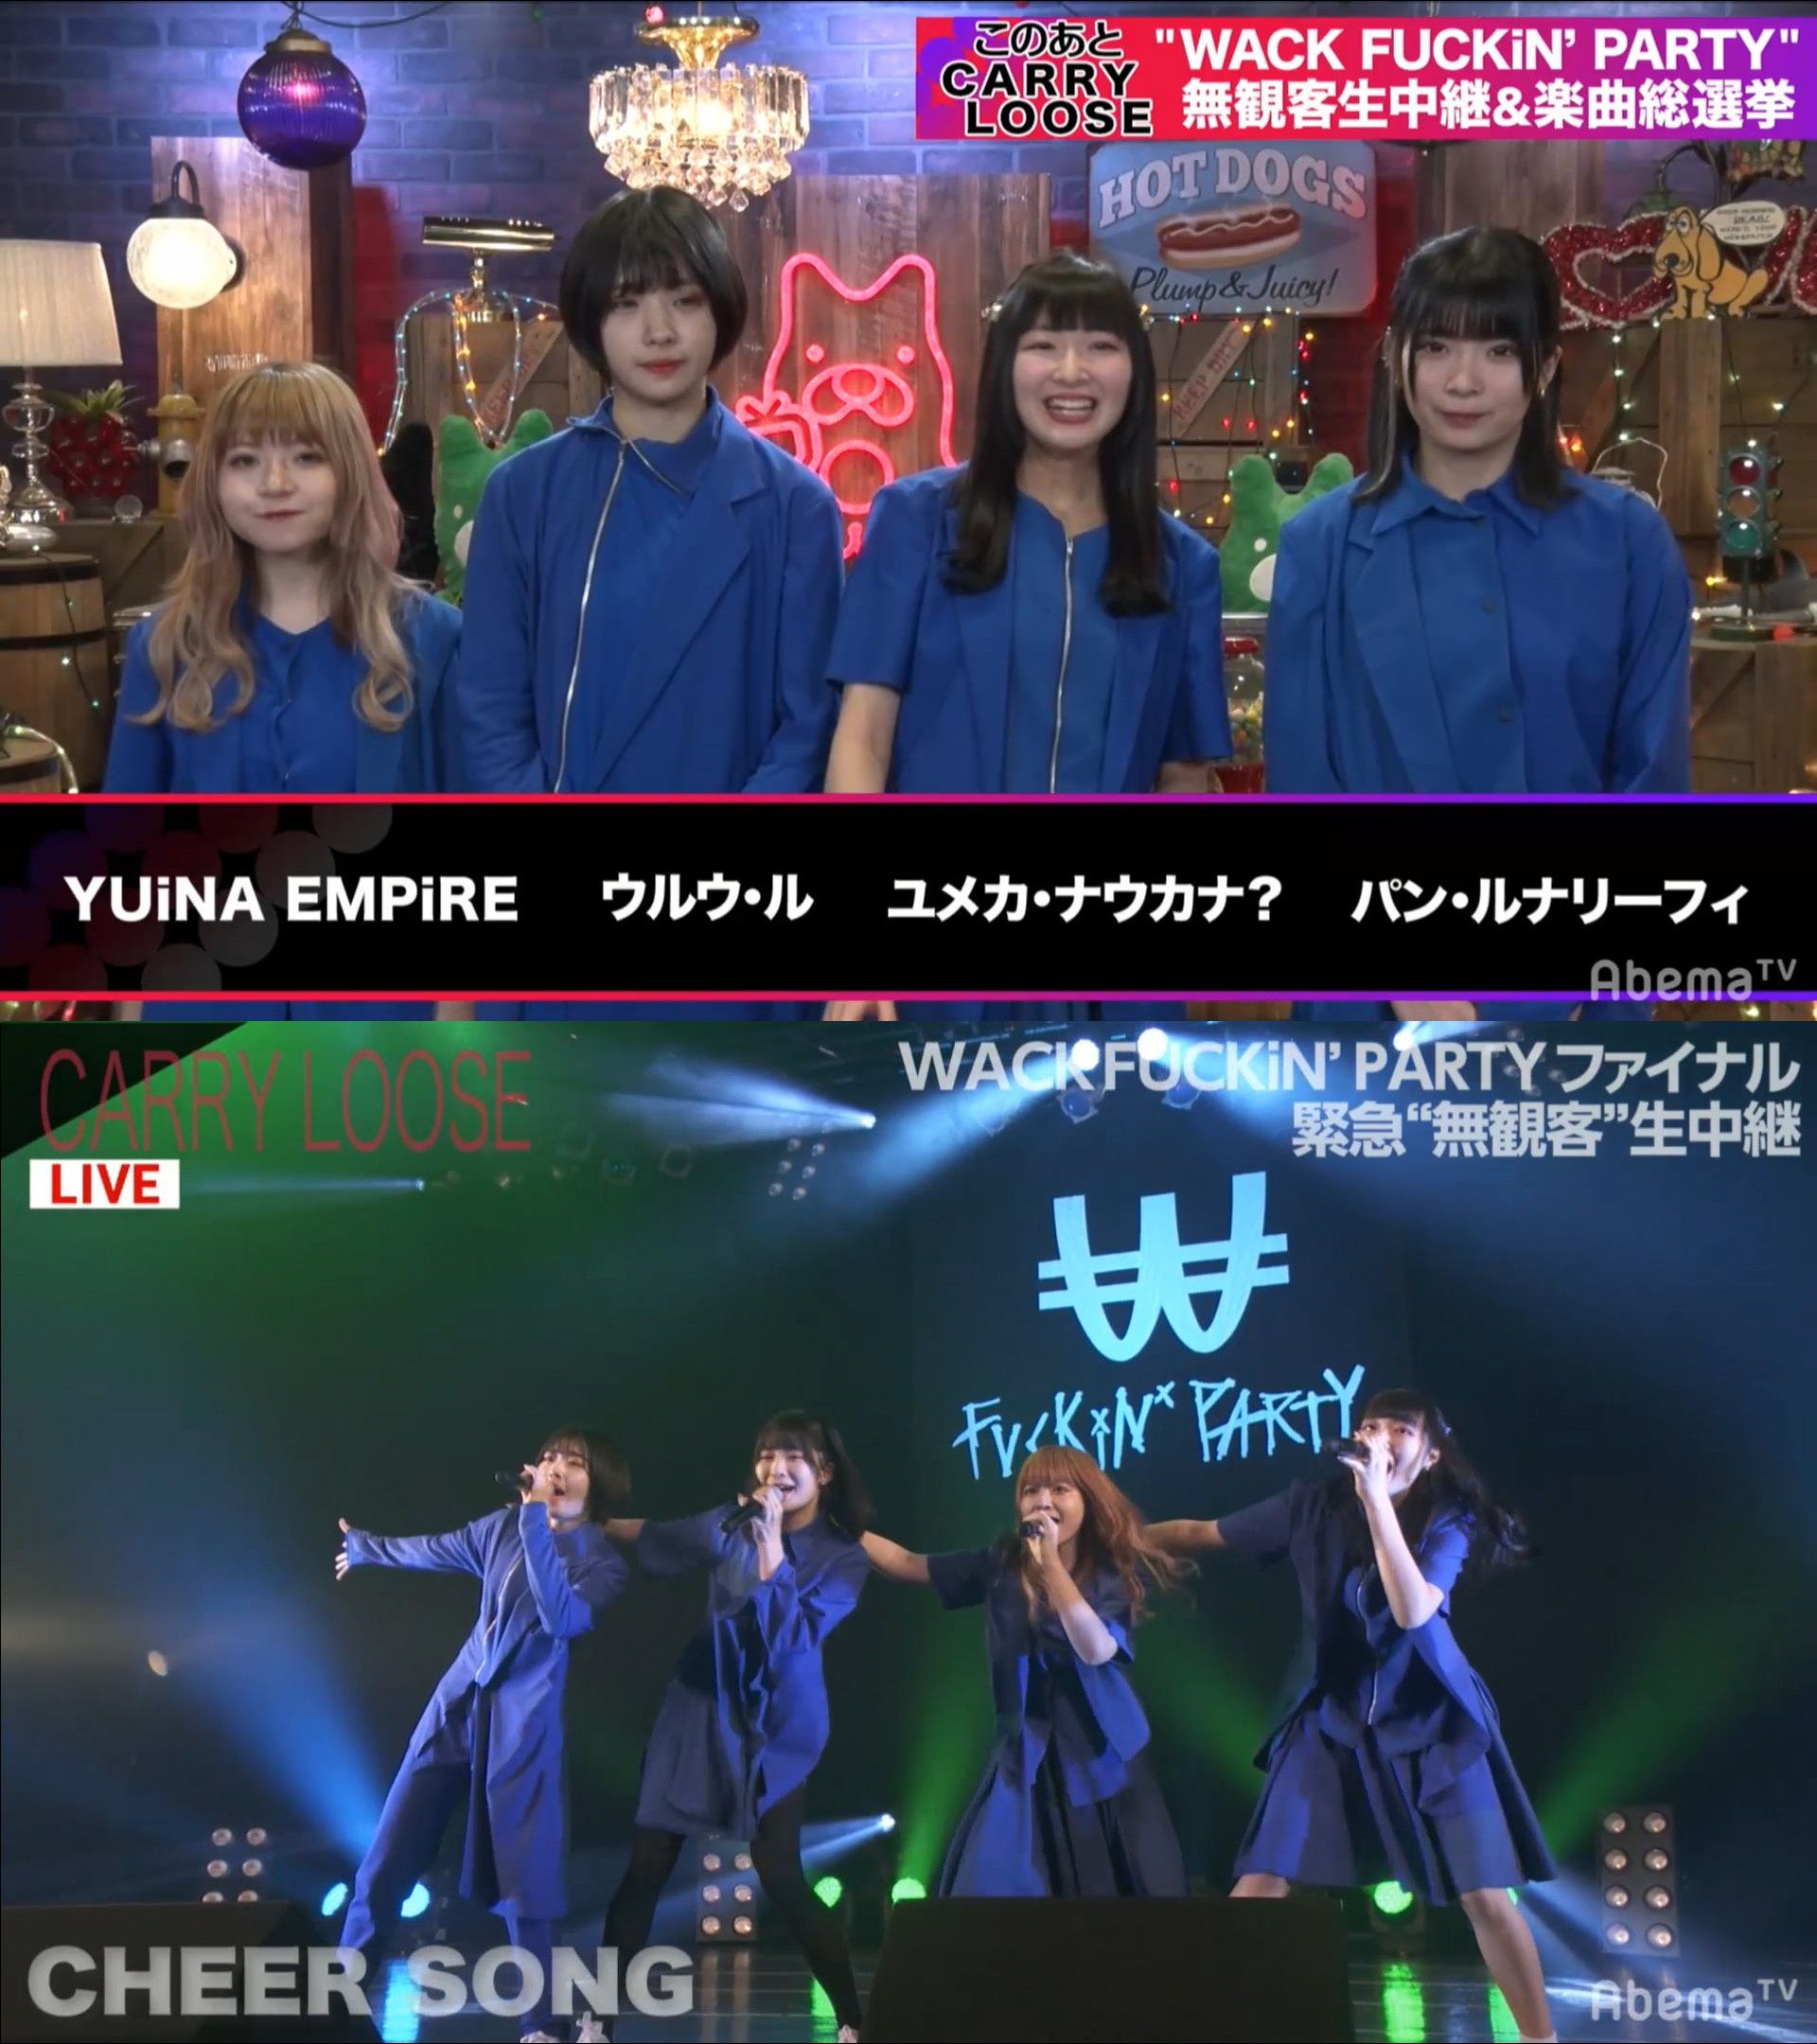 このあと
CARRY
LOOSE
"WACK FUCKiN' PARTY"
無観客生中継&楽曲総選挙
HOT DOGS
Plump & Juicy!
YUiNA EMPiRE
ウルウ・ル
ユメカ・ナウカナ？
パン・ルナリーフィ
AbemaTV
CARRY LOOSE
LIVE
WACK FUCKiN' PARTY ファイナル
緊急“無観客”生中継
W
FUCKiN' PARTY
CHEER SONG
AbemaTV